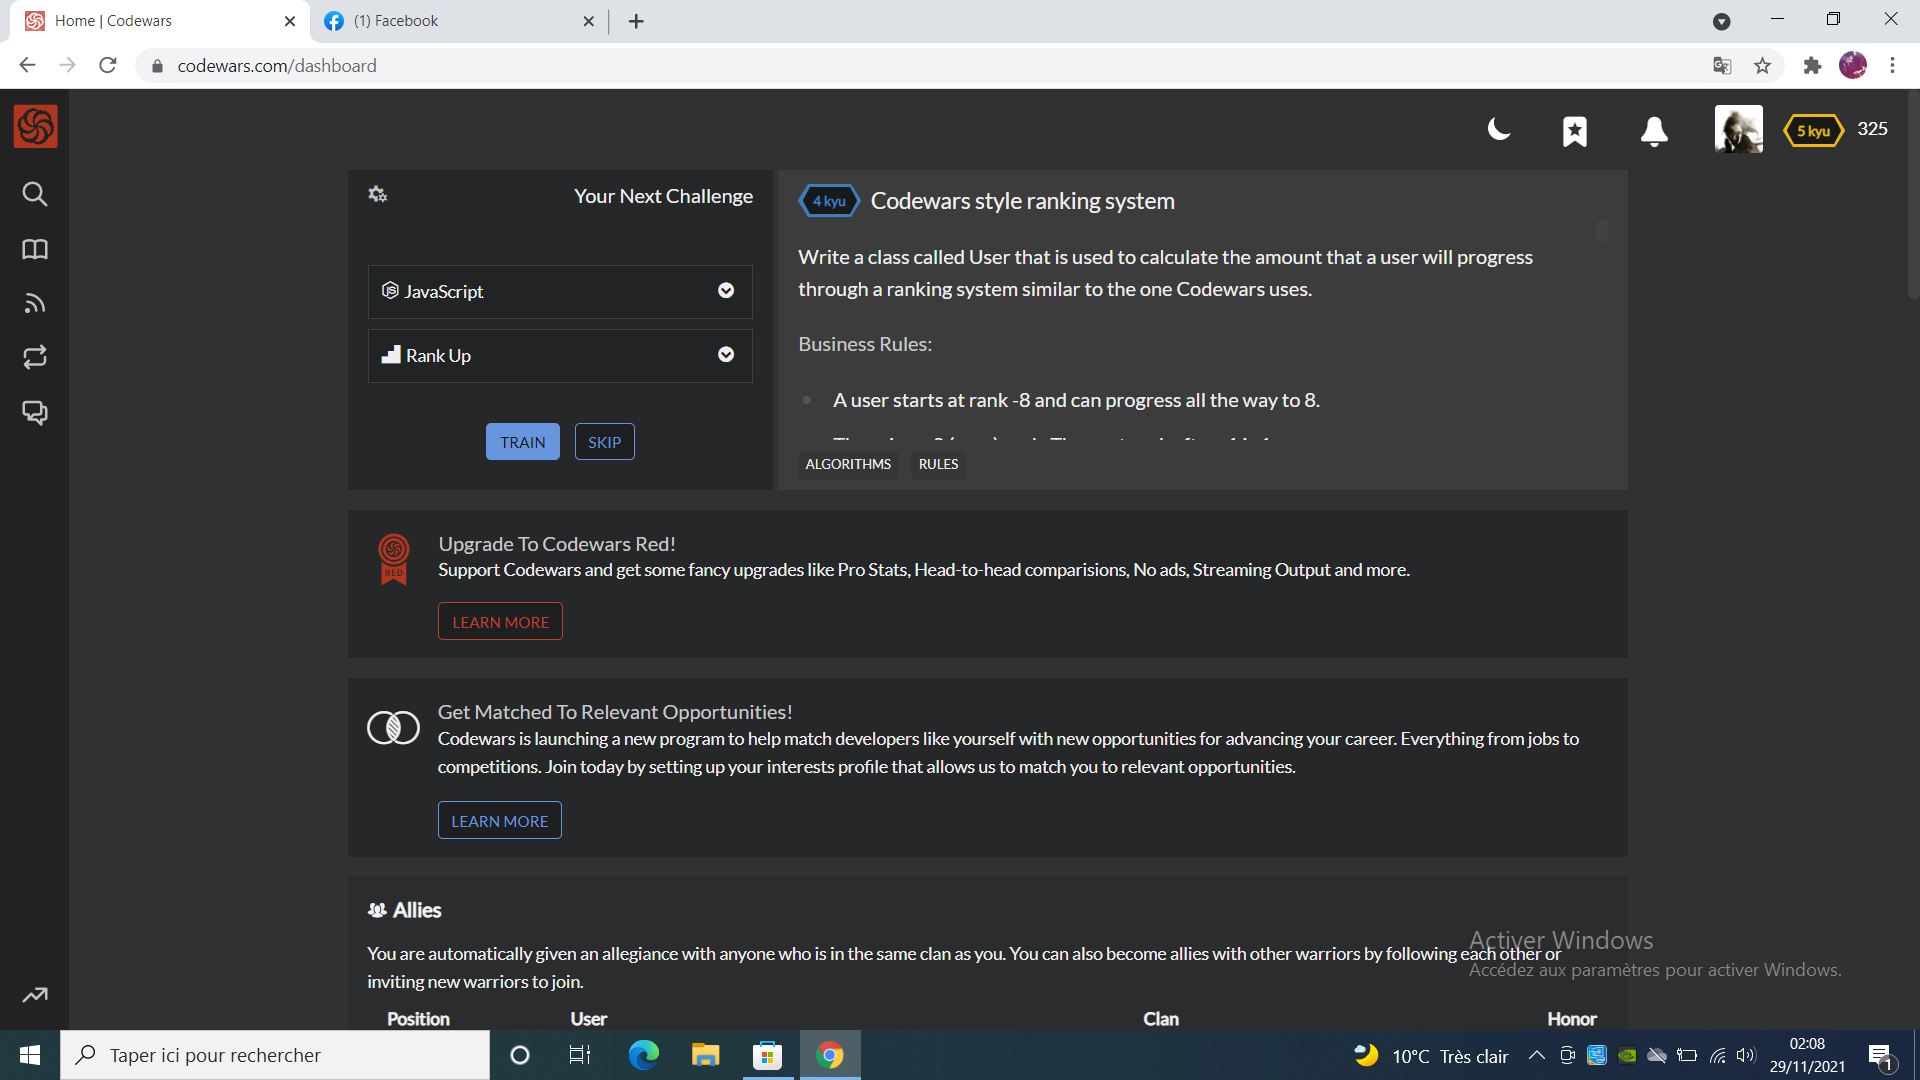 Home | Codewars
(1) Facebook
codewars.com/dashboard
5 kyu
325
Your Next Challenge
JavaScript
Rank Up
TRAIN
SKIP
4 kyu
Codewars style ranking system
Write a class called User that is used to calculate the amount that a user will progress
through a ranking system similar to the one Codewars uses.
Business Rules:
A user starts at rank -8 and can progress all the way to 8.
ALGORITHMS
RULES
RED
Upgrade To Codewars Red!
Support Codewars and get some fancy upgrades like Pro Stats, Head-to-head comparisions, No ads, Streaming Output and more.
LEARN MORE
Get Matched To Relevant Opportunities!
Codewars is launching a new program to help match developers like yourself with new opportunities for advancing your career. Everything from jobs to
competitions. Join today by setting up your interests profile that allows us to match you to relevant opportunities.
LEARN MORE
Allies
You are automatically given an allegiance with anyone who is in the same clan as you. You can also become allies with other warriors by following each other or
inviting new warriors to join.
Position User Clan Honor
Activer Windows
Accédez aux paramètres pour activer Windows.
Taper ici pour rechercher
10°C Très clair
02:08
29/11/2021
1